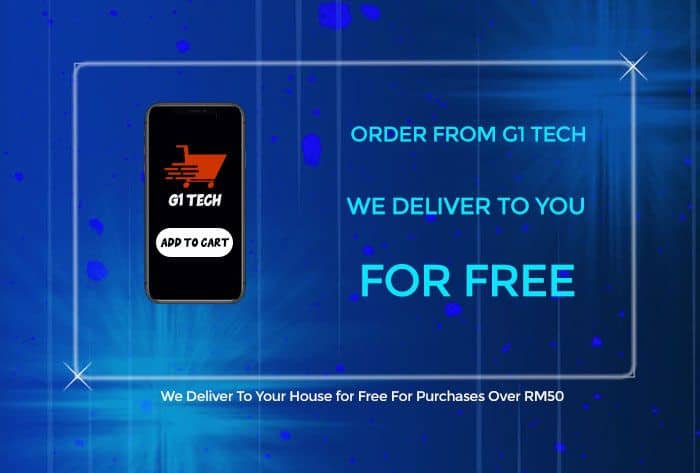 ORDER FROM G1 TECH
WE DELIVER TO YOU
FOR FREE
G1 TECH
ADD TO CART
We Deliver To Your House for Free For Purchases Over RM50